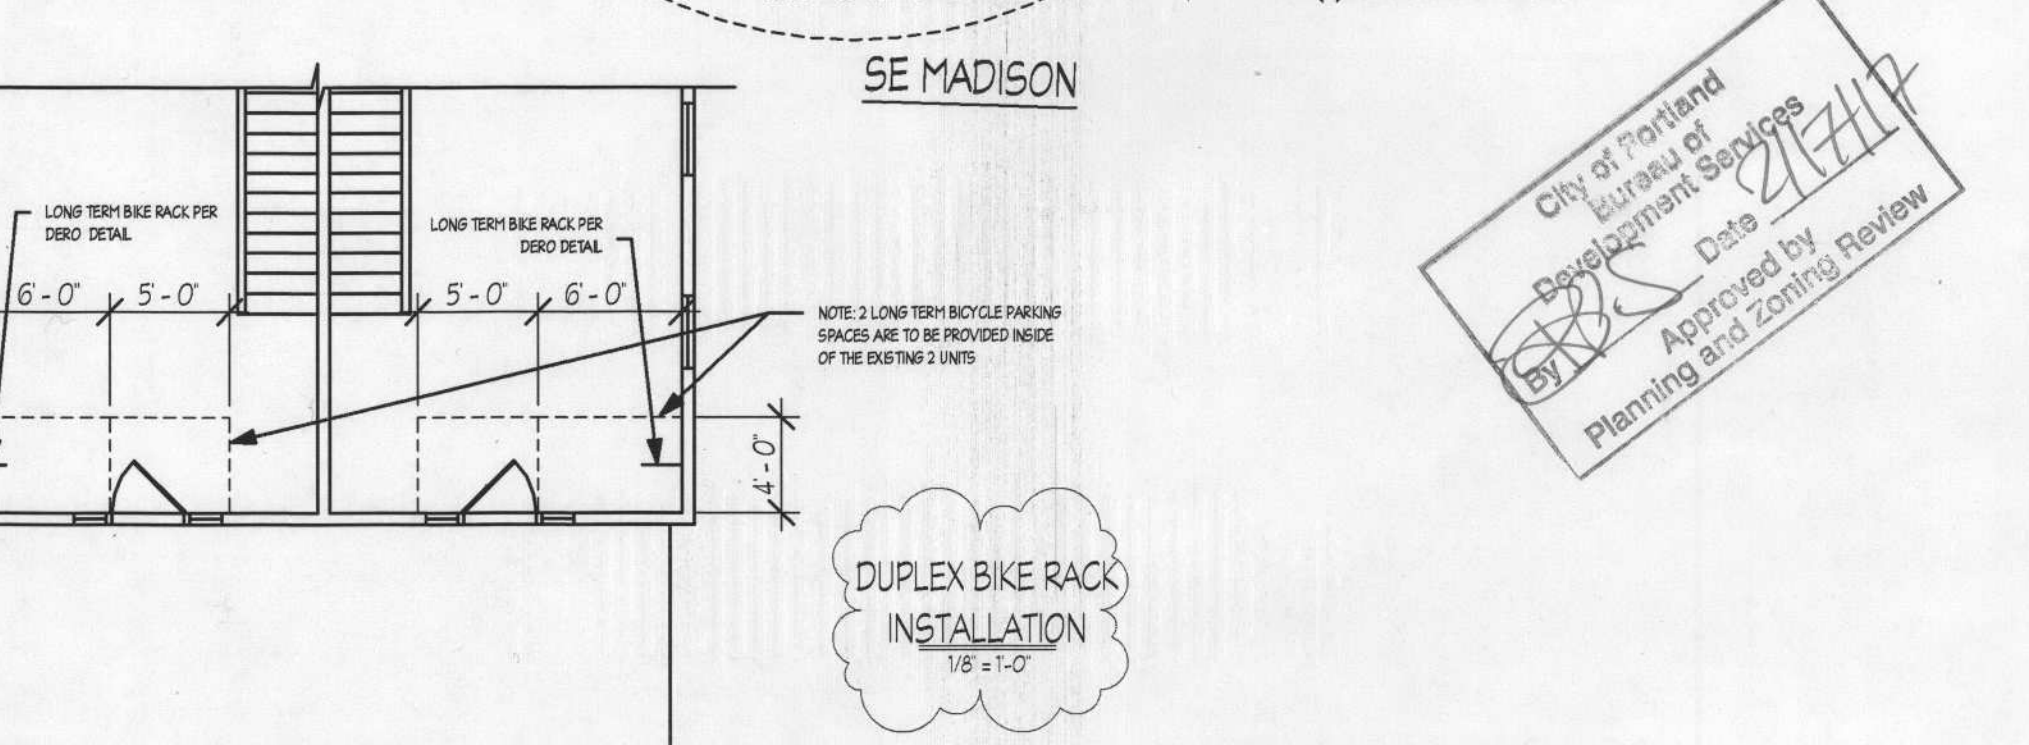 SE MADISON
LONG TERM BIKE RACK PER
DERO DETAIL
LONG TERM BIKE RACK PER
DERO DETAIL
6'-0" 5'-0" 5'-0" 6'-0"
NOTE: 2 LONG TERM BICYCLE PARKING
SPACES ARE TO BE PROVIDED INSIDE
OF THE EXISTING 2 UNITS
4'-0"
DUPLEX BIKE RACK
INSTALLATION
1/8" = 1'-0"
City of Portland
Bureau of
Development Services
By Date 2/17/17
Approved by
Planning and Zoning Review